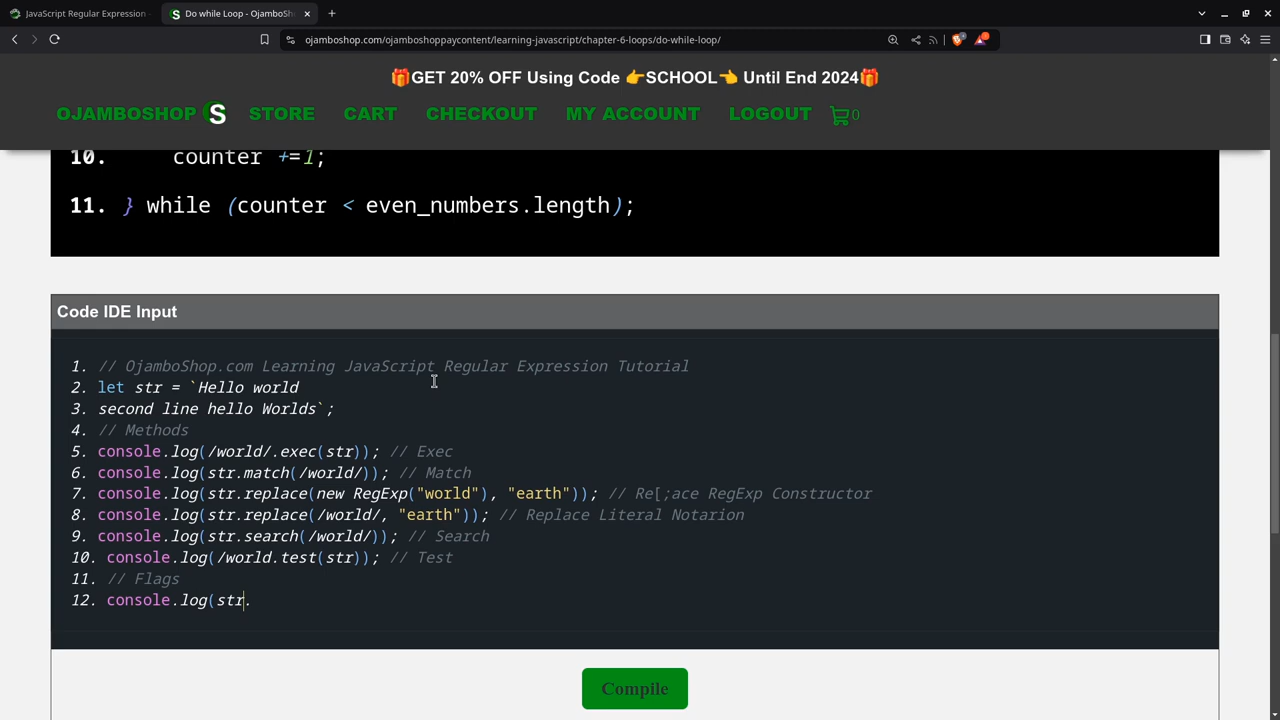 JavaScript Regular Expression
Do while Loop - OjamboSh
ojamboshop.com/ojamboshoppaycontent/learning-javascript/chapter-6-loops/do-while-loop/
🎁GET 20% OFF Using Code 👉SCHOOL👈 Until End 2024🎁
OJAMBOSHOP S STORE CART CHECKOUT MY ACCOUNT LOGOUT 0
10. counter +=1;
11. } while (counter < even_numbers.length);
Code IDE Input
1. // OjamboShop.com Learning JavaScript Regular Expression Tutorial
2. let str = `Hello world
3. second line hello Worlds`;
4. // Methods
5. console.log(/world/.exec(str)); // Exec
6. console.log(str.match(/world/)); // Match
7. console.log(str.replace(new RegExp("world"), "earth")); // Re[;ace RegExp Constructor
8. console.log(str.replace(/world/, "earth")); // Replace Literal Notarion
9. console.log(str.search(/world/)); // Search
10. console.log(/world.test(str)); // Test
11. // Flags
12. console.log(str.
Compile